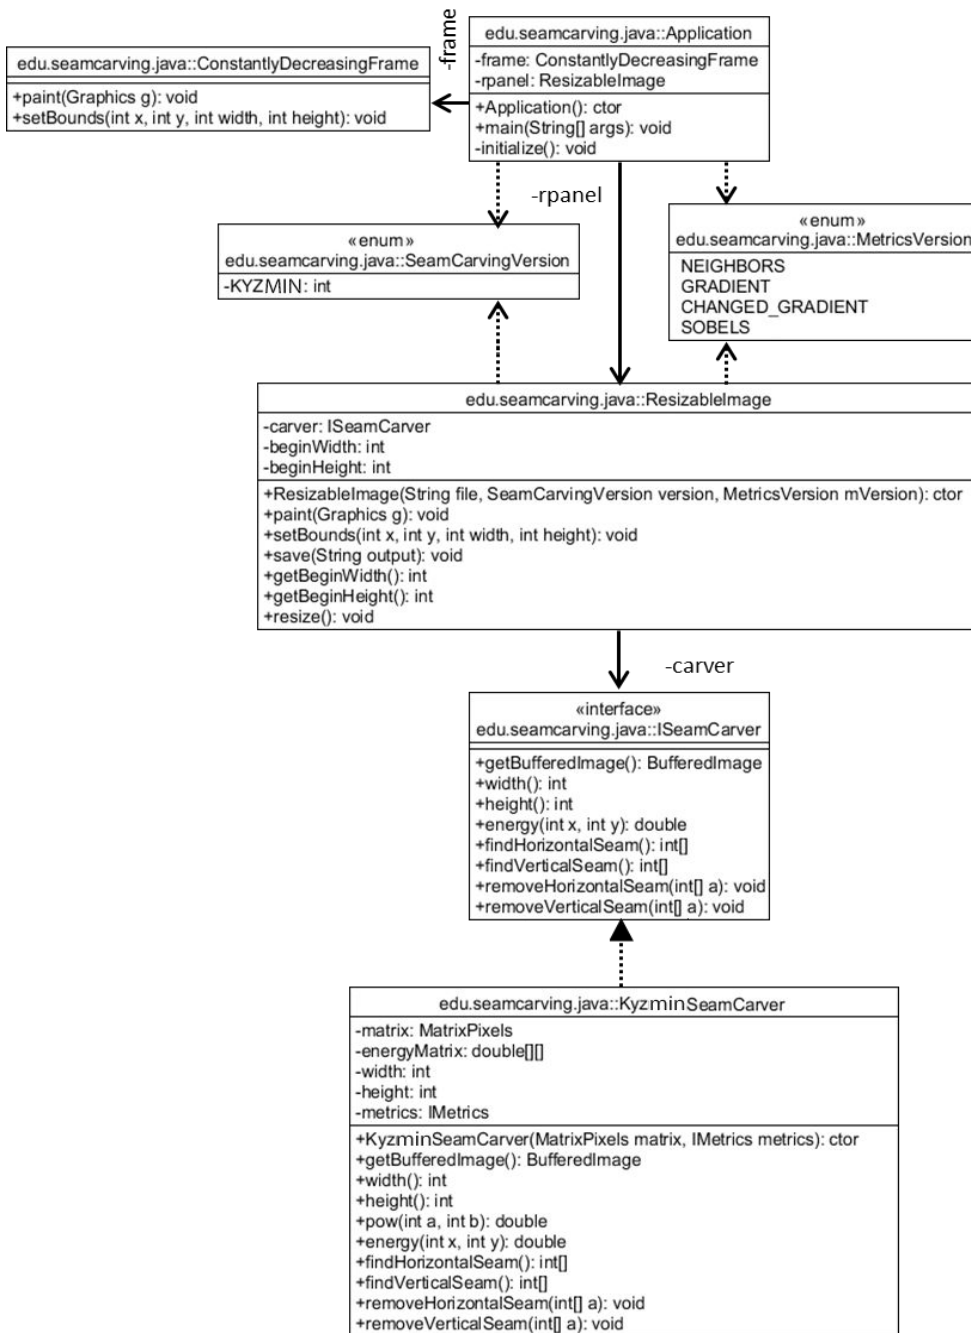 -frame
edu.seamcarving.java::Application
-frame: ConstantlyDecreasingFrame
-rpanel: ResizableImage
+Application(): ctor
+main(String[] args): void
-initialize(): void
edu.seamcarving.java::ConstantlyDecreasingFrame
+paint(Graphics g): void
+setBounds(int x, int y, int width, int height): void
-rpanel
«enum»
edu.seamcarving.java::SeamCarvingVersion
-KYZMIN: int
«enum»
edu.seamcarving.java::MetricsVersion
NEIGHBORS
GRADIENT
CHANGED_GRADIENT
SOBELS
edu.seamcarving.java::ResizableImage
-carver: ISeamCarver
-beginWidth: int
-beginHeight: int
+ResizableImage(String file, SeamCarvingVersion version, MetricsVersion mVersion): ctor
+paint(Graphics g): void
+setBounds(int x, int y, int width, int height): void
+save(String output): void
+getBeginWidth(): int
+getBeginHeight(): int
+resize(): void
-carver
«interface»
edu.seamcarving.java::ISeamCarver
+getBufferedImage(): BufferedImage
+width(): int
+height(): int
+energy(int x, int y): double
+findHorizontalSeam(): int[]
+findVerticalSeam(): int[]
+removeHorizontalSeam(int[] a): void
+removeVerticalSeam(int[] a): void
edu.seamcarving.java::KyzminSeamCarver
-matrix: MatrixPixels
-energyMatrix: double[][]
-width: int
-height: int
-metrics: IMetrics
+KyzminSeamCarver(MatrixPixels matrix, IMetrics metrics): ctor
+getBufferedImage(): BufferedImage
+width(): int
+height(): int
+pow(int a, int b): double
+energy(int x, int y): double
+findHorizontalSeam(): int[]
+findVerticalSeam(): int[]
+removeHorizontalSeam(int[] a): void
+removeVerticalSeam(int[] a): void